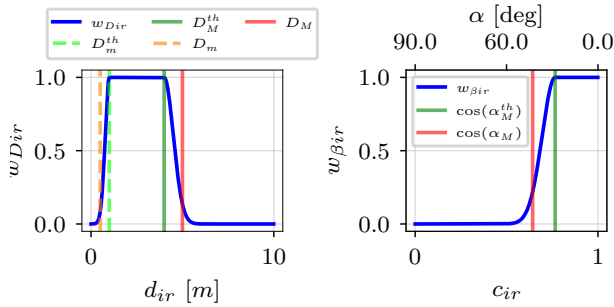 w_{Dir} D_M^{th} D_M
D_m^{th} D_m
1.0
0.5
0.0
w_{Dir}
0 10
d_{ir} [m]
α [deg]
90.0 60.0 0.0
1.0
0.5
0.0
w_{βir}
w_{βir}
cos(α_M^{th})
cos(α_M)
0 1
c_{ir}